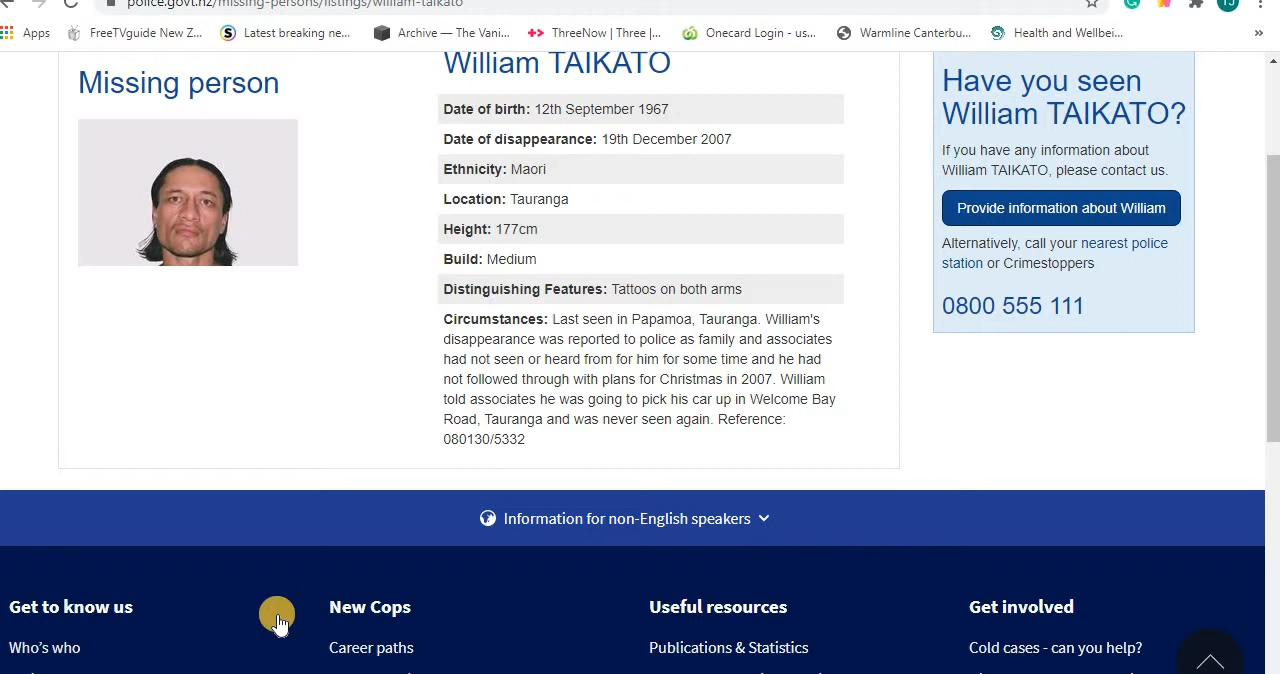 police.govt.nz/missing-persons/listings/william-taikato
Apps
FreeTVguide New Z...
Latest breaking ne...
Archive — The Vani...
ThreeNow | Three |...
Onecard Login - us...
Warmline Canterbu...
Health and Wellbei...
»
Missing person
William TAIKATO
Date of birth: 12th September 1967
Date of disappearance: 19th December 2007
Ethnicity: Maori
Location: Tauranga
Height: 177cm
Build: Medium
Distinguishing Features: Tattoos on both arms
Circumstances: Last seen in Papamoa, Tauranga. William's
disappearance was reported to police as family and associates
had not seen or heard from for him for some time and he had
not followed through with plans for Christmas in 2007. William
told associates he was going to pick his car up in Welcome Bay
Road, Tauranga and was never seen again. Reference:
080130/5332
Have you seen
William TAIKATO?
If you have any information about
William TAIKATO, please contact us.
Provide information about William
Alternatively, call your nearest police
station or Crimestoppers
0800 555 111
Information for non-English speakers
Get to know us
New Cops
Useful resources
Get involved
Who's who
Career paths
Publications & Statistics
Cold cases - can you help?